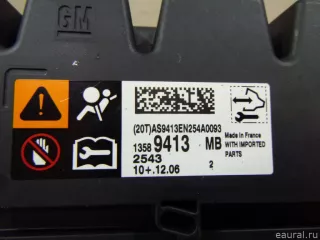 GM
(20T)AS9413EN254A0093
1358 9413 MB
2543
10+.12.06 2
Made in France
WITH IMPORTED
PARTS
eaural.ru